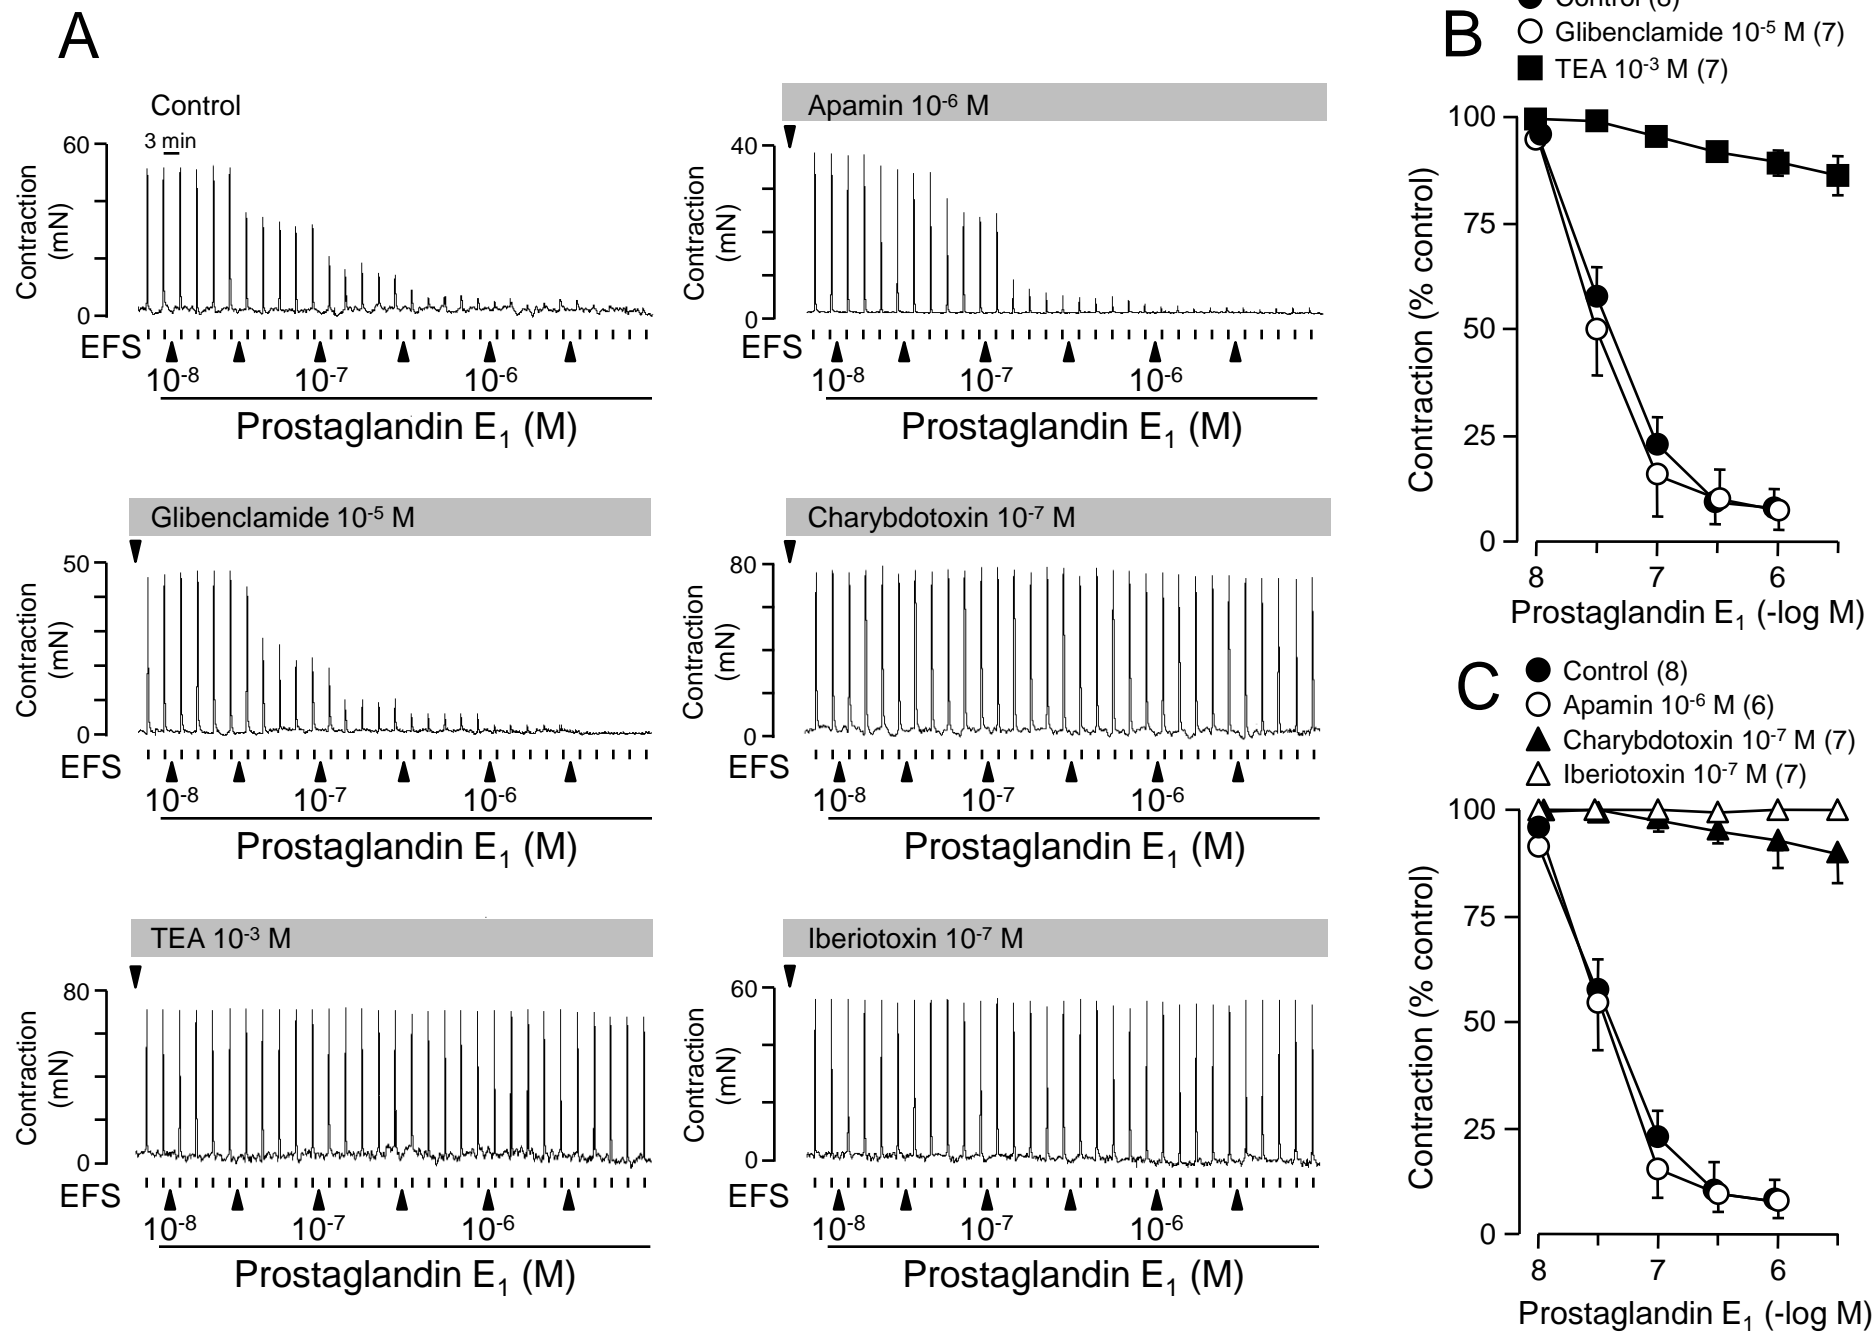 A
Control
3 min
60
0
Contraction
(mN)
EFS
10-8 10-7 10-6
Prostaglandin E1 (M)
Apamin 10-6 M
40
0
Contraction
(mN)
EFS
10-8 10-7 10-6
Prostaglandin E1 (M)
Glibenclamide 10-5 M
50
0
Contraction
(mN)
EFS
10-8 10-7 10-6
Prostaglandin E1 (M)
Charybdotoxin 10-7 M
80
0
Contraction
(mN)
EFS
10-8 10-7 10-6
Prostaglandin E1 (M)
TEA 10-3 M
80
0
Contraction
(mN)
EFS
10-8 10-7 10-6
Prostaglandin E1 (M)
Iberiotoxin 10-7 M
60
0
Contraction
(mN)
EFS
10-8 10-7 10-6
Prostaglandin E1 (M)
B
Control (8)
Glibenclamide 10-5 M (7)
TEA 10-3 M (7)
100
75
50
25
0
Contraction (% control)
8 7 6
Prostaglandin E1 (-log M)
C
Control (8)
Apamin 10-6 M (6)
Charybdotoxin 10-7 M (7)
Iberiotoxin 10-7 M (7)
100
75
50
25
0
Contraction (% control)
8 7 6
Prostaglandin E1 (-log M)